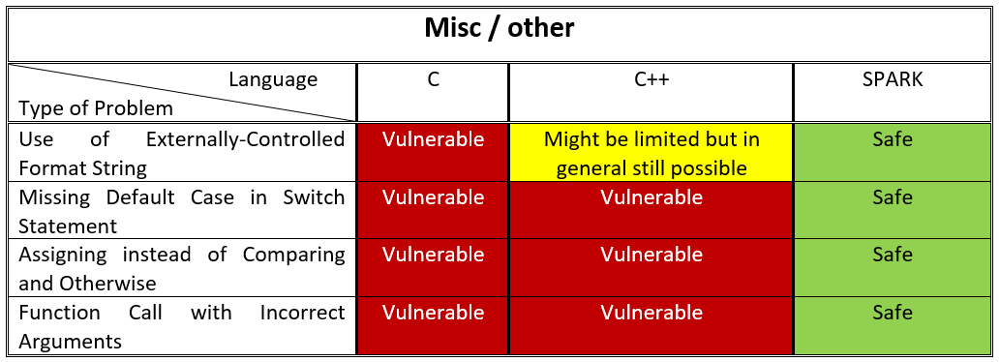 Misc / other
Language C C++ SPARK
Type of Problem
Use of Externally-Controlled Vulnerable Might be limited but in Safe
Format String general still possible
Missing Default Case in Switch Vulnerable Vulnerable Safe
Statement
Assigning instead of Comparing Vulnerable Vulnerable Safe
and Otherwise
Function Call with Incorrect Vulnerable Vulnerable Safe
Arguments